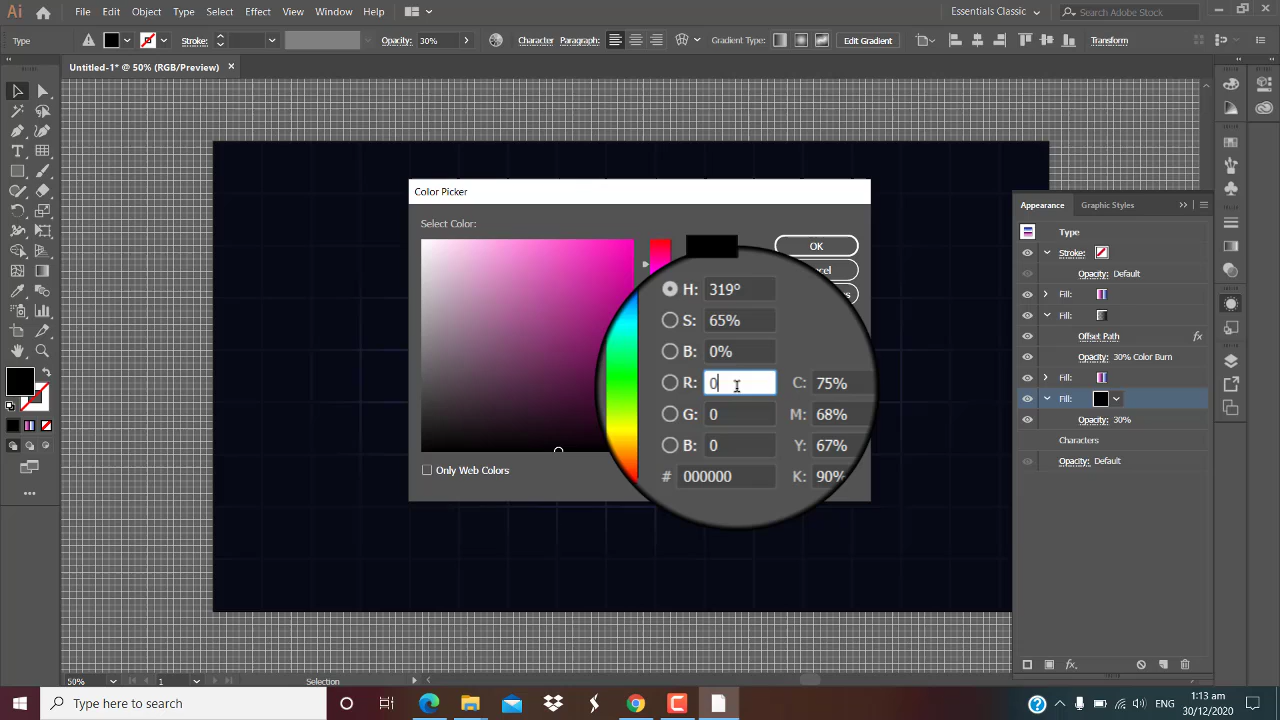 Ai File Edit Object Type Select Effect View Window Help Essentials Classic Search Adobe Stock
Type Stroke: Opacity: 30% Character Paragraph: Gradient Type: Edit Gradient Transform
Untitled-1* @ 50% (RGB/Preview)
Color Picker
Select Color:
OK
H: 319°
S: 65%
B: 0%
R: 0 C: 75%
G: 0 M: 68%
B: 0 Y: 67%
# 000000 K: 90%
Only Web Colors
Appearance Graphic Styles
Type
Stroke:
Opacity: Default
Fill:
Fill:
Offset Path fx
Opacity: 30% Color Burn
Fill:
Fill:
Opacity: 30%
Characters
Opacity: Default
fx
50% 1 Selection
Type here to search
1:13 am
30/12/2020